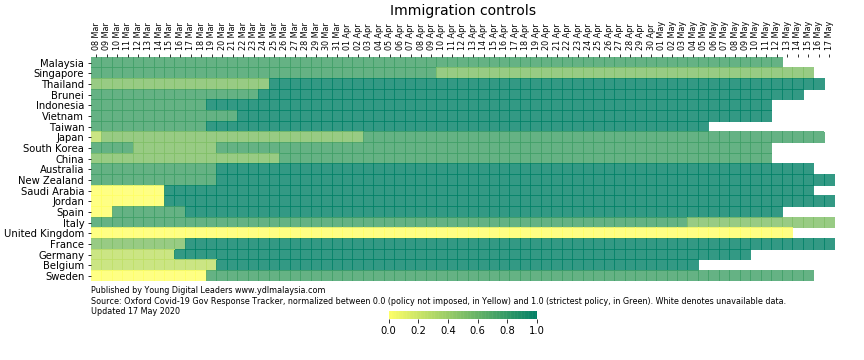 Immigration controls
08 Mar 09 Mar 10 Mar 11 Mar 12 Mar 13 Mar 14 Mar 15 Mar 16 Mar 17 Mar 18 Mar 19 Mar 20 Mar 21 Mar 22 Mar 23 Mar 24 Mar 25 Mar 26 Mar 27 Mar 28 Mar 29 Mar 30 Mar 31 Mar 01 Apr 02 Apr 03 Apr 04 Apr 05 Apr 06 Apr 07 Apr 08 Apr 09 Apr 10 Apr 11 Apr 12 Apr 13 Apr 14 Apr 15 Apr 16 Apr 17 Apr 18 Apr 19 Apr 20 Apr 21 Apr 22 Apr 23 Apr 24 Apr 25 Apr 26 Apr 27 Apr 28 Apr 29 Apr 30 Apr 01 May 02 May 03 May 04 May 05 May 06 May 07 May 08 May 09 May 10 May 11 May 12 May 13 May 14 May 15 May 16 May 17 May
Malaysia
Singapore
Thailand
Brunei
Indonesia
Vietnam
Taiwan
Japan
South Korea
China
Australia
New Zealand
Saudi Arabia
Jordan
Spain
Italy
United Kingdom
France
Germany
Belgium
Sweden
Published by Young Digital Leaders www.ydlmalaysia.com
Source: Oxford Covid-19 Gov Response Tracker, normalized between 0.0 (policy not imposed, in Yellow) and 1.0 (strictest policy, in Green). White denotes unavailable data.
Updated 17 May 2020
0.0 0.2 0.4 0.6 0.8 1.0